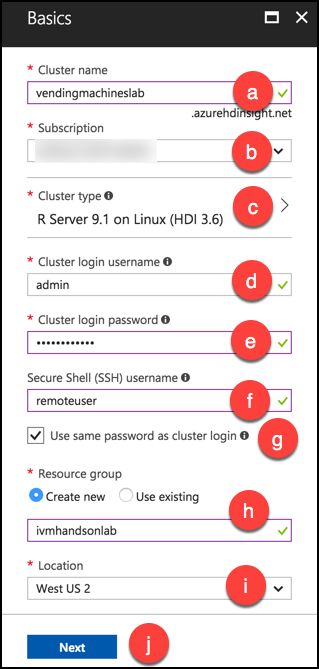 Basics
* Cluster name
vendingmachineslab a
.azurehdinsight.net
* Subscription
b
* Cluster type
R Server 9.1 on Linux (HDI 3.6) c
* Cluster login username
admin d
* Cluster login password
•••••••••••• e
Secure Shell (SSH) username
remoteuser f
Use same password as cluster login g
* Resource group
Create new Use existing
ivmhandsonlab h
* Location
West US 2 i
Next j